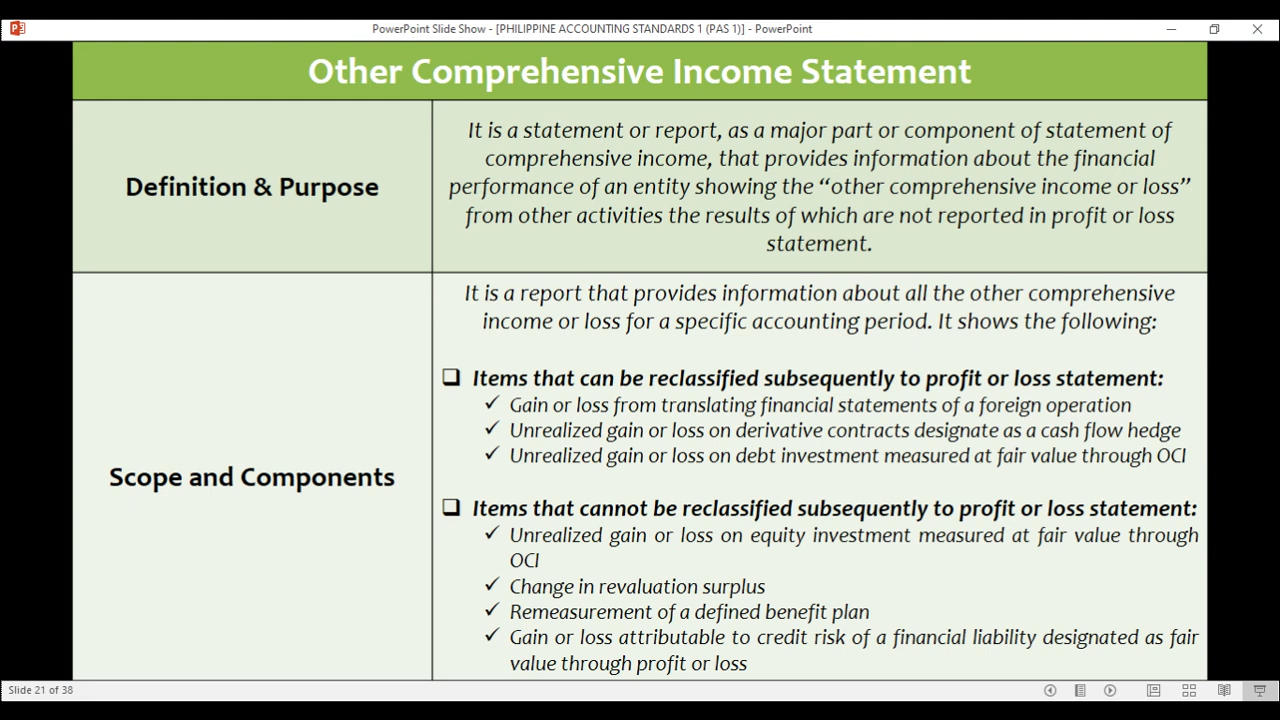 PowerPoint Slide Show - [PHILIPPINE ACCOUNTING STANDARDS 1 (PAS 1)] - PowerPoint
Other Comprehensive Income Statement
Definition & Purpose
It is a statement or report, as a major part or component of statement of
comprehensive income, that provides information about the financial
performance of an entity showing the “other comprehensive income or loss”
from other activities the results of which are not reported in profit or loss
statement.
Scope and Components
It is a report that provides information about all the other comprehensive
income or loss for a specific accounting period. It shows the following:
❑ Items that can be reclassified subsequently to profit or loss statement:
✓ Gain or loss from translating financial statements of a foreign operation
✓ Unrealized gain or loss on derivative contracts designate as a cash flow hedge
✓ Unrealized gain or loss on debt investment measured at fair value through OCI
❑ Items that cannot be reclassified subsequently to profit or loss statement:
✓ Unrealized gain or loss on equity investment measured at fair value through
OCI
✓ Change in revaluation surplus
✓ Remeasurement of a defined benefit plan
✓ Gain or loss attributable to credit risk of a financial liability designated as fair
value through profit or loss
Slide 21 of 38